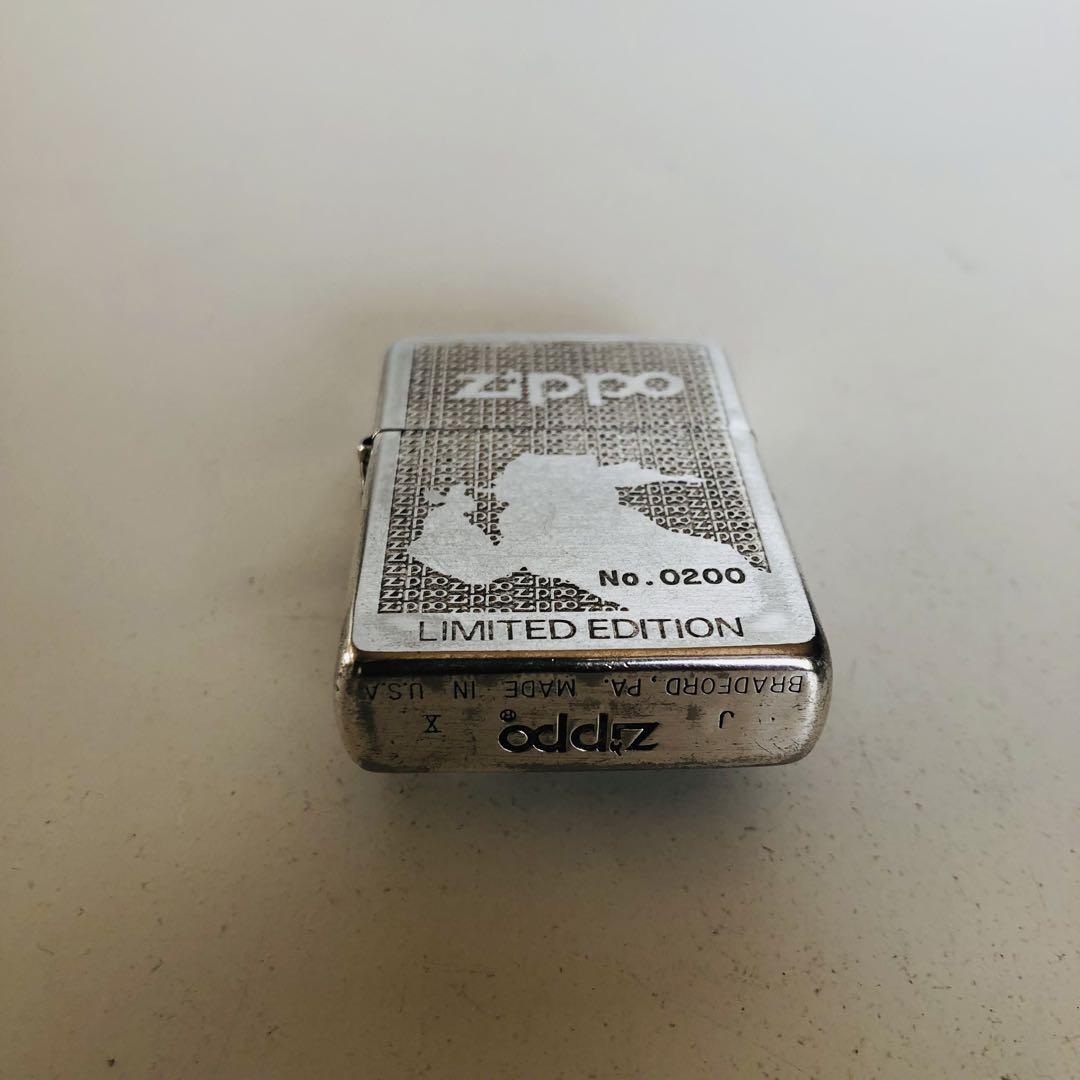 zippo
No.0200
LIMITED EDITION
BRADFORD, PA. MADE IN U.S.A
J zippo® X